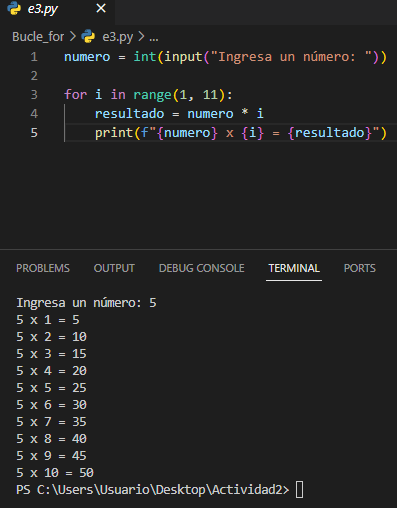 e3.py ×
Bucle_for > e3.py > ...
1 numero = int(input("Ingresa un número: "))
2
3 for i in range(1, 11):
4     resultado = numero * i
5     print(f"{numero} x {i} = {resultado}")
PROBLEMS OUTPUT DEBUG CONSOLE TERMINAL PORTS
Ingresa un número: 5
5 x 1 = 5
5 x 2 = 10
5 x 3 = 15
5 x 4 = 20
5 x 5 = 25
5 x 6 = 30
5 x 7 = 35
5 x 8 = 40
5 x 9 = 45
5 x 10 = 50
PS C:\Users\Usuario\Desktop\Actividad2>